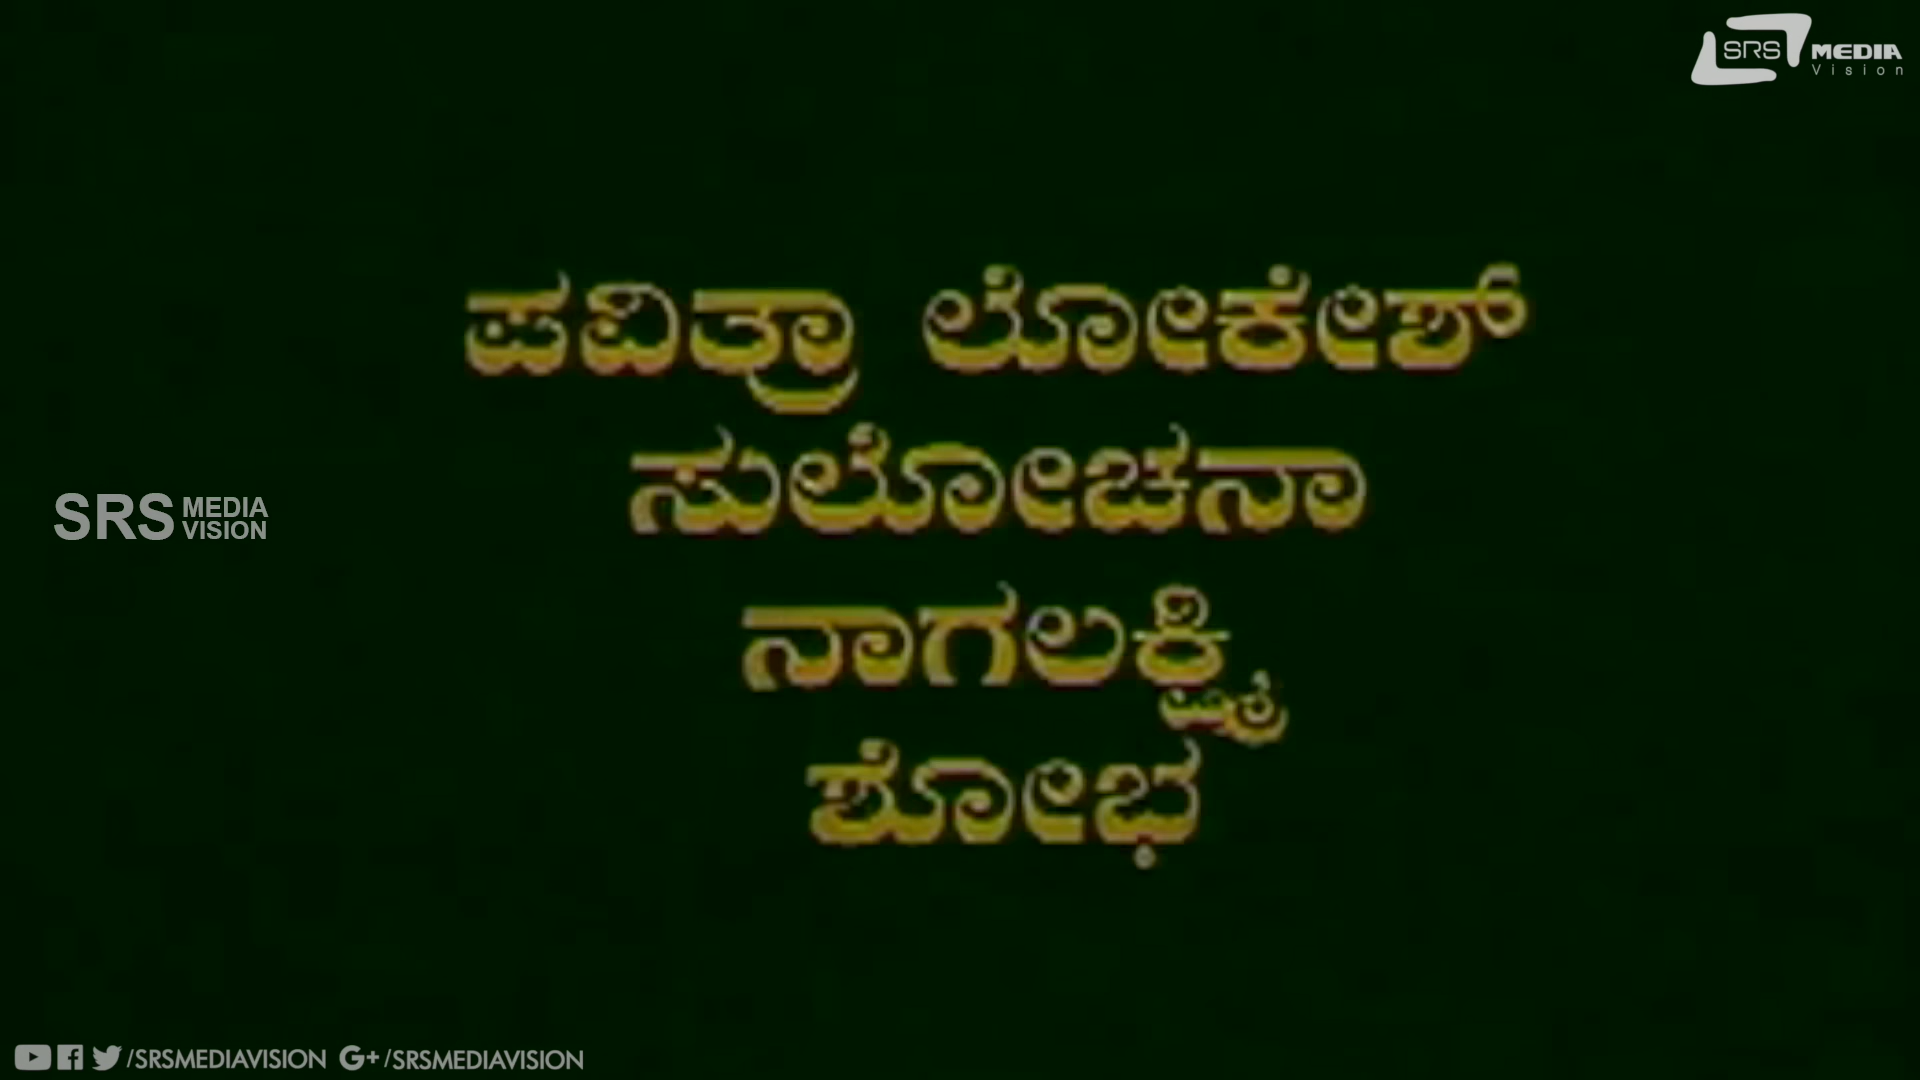 SRS MEDIA
Vision
ಪವಿತ್ರಾ ಲೋಕೇಶ್
ಸುಲೋಚನಾ
SRS MEDIA VISION
ನಾಗಲಕ್ಷ್ಮಿ
ಶೋಭ
/SRSMEDIAVISION G+/SRSMEDIAVISION